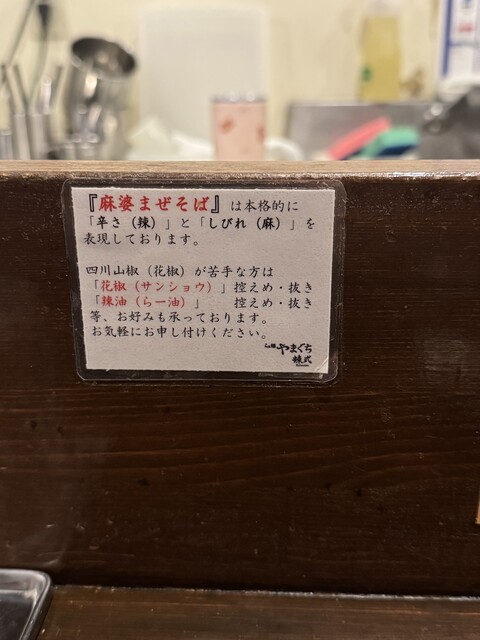 『麻婆まぜそば』は本格的に
「辛さ（辣）」と「しびれ（麻）」を
表現しております。
四川山椒（花椒）が苦手な方は
「花椒（サンショウ）」控えめ・抜き
「辣油（らー油）」　控えめ・抜き
等、お好みも承っております。
お気軽にお申し付けください。
やまぐち
辣式